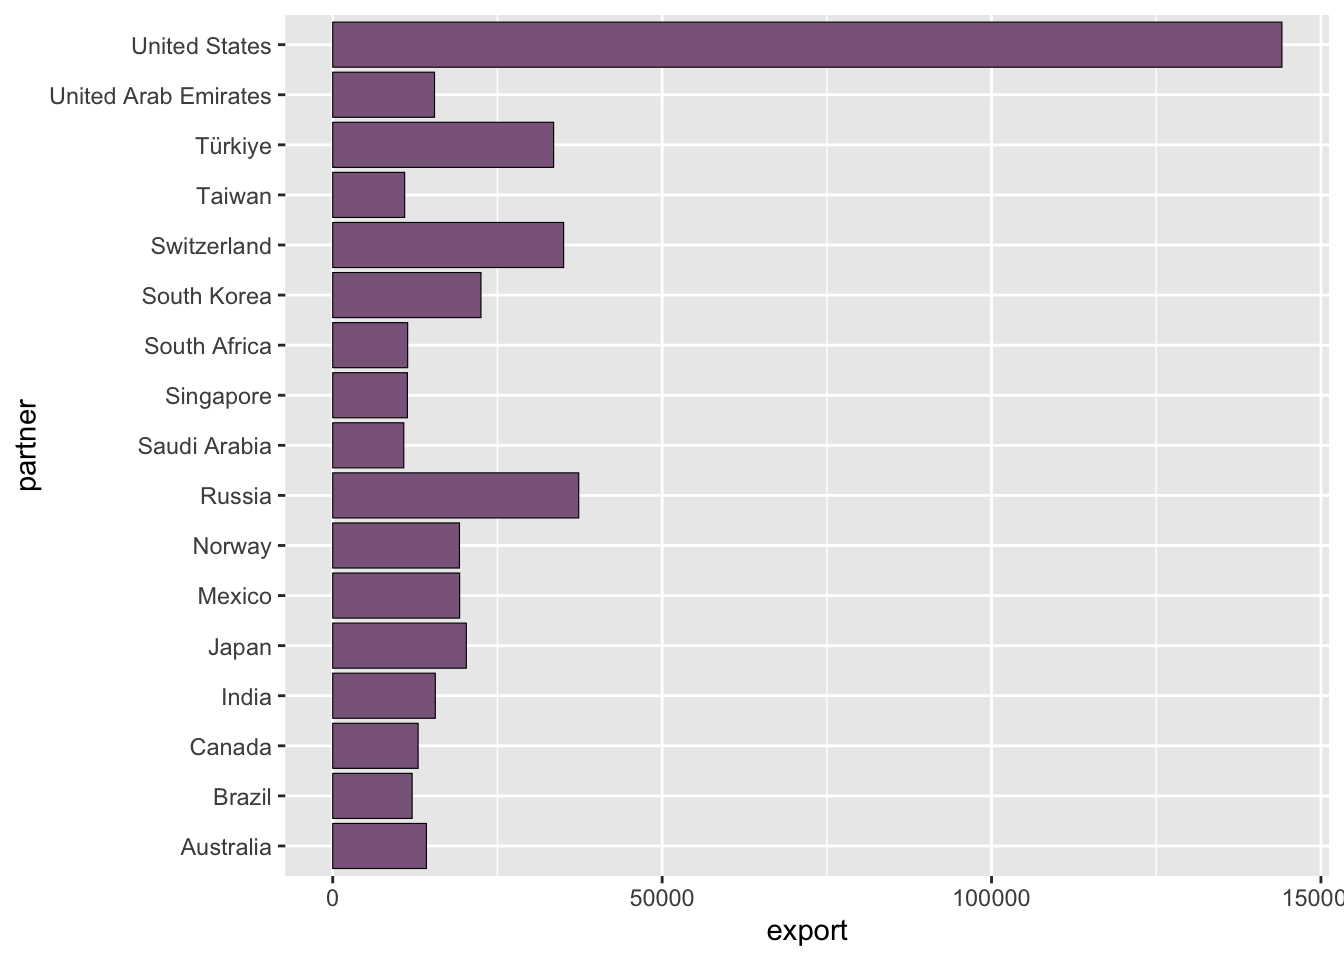 United States
United Arab Emirates
Türkiye
Taiwan
Switzerland
South Korea
South Africa
Singapore
Saudi Arabia
Russia
Norway
Mexico
Japan
India
Canada
Brazil
Australia
partner
0 50000 100000 15000
export